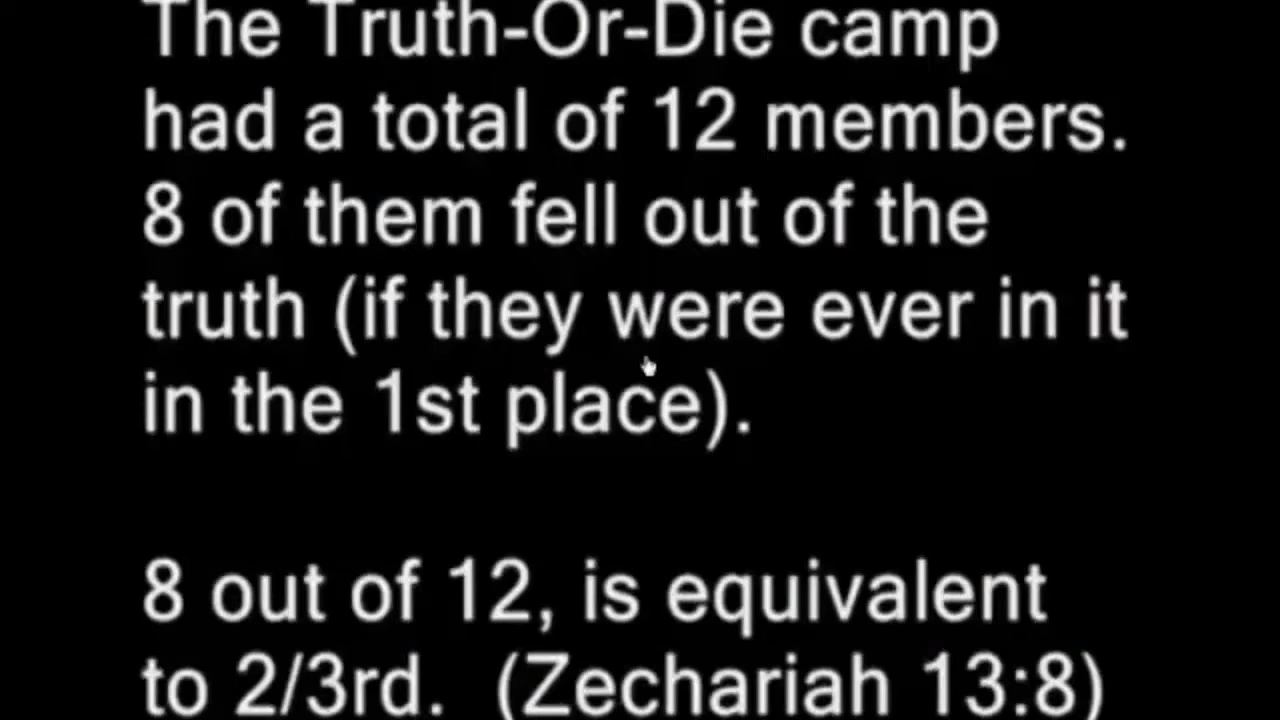 The Truth-Or-Die camp
had a total of 12 members.
8 of them fell out of the
truth (if they were ever in it
in the 1st place).
8 out of 12, is equivalent
to 2/3rd. (Zechariah 13:8)